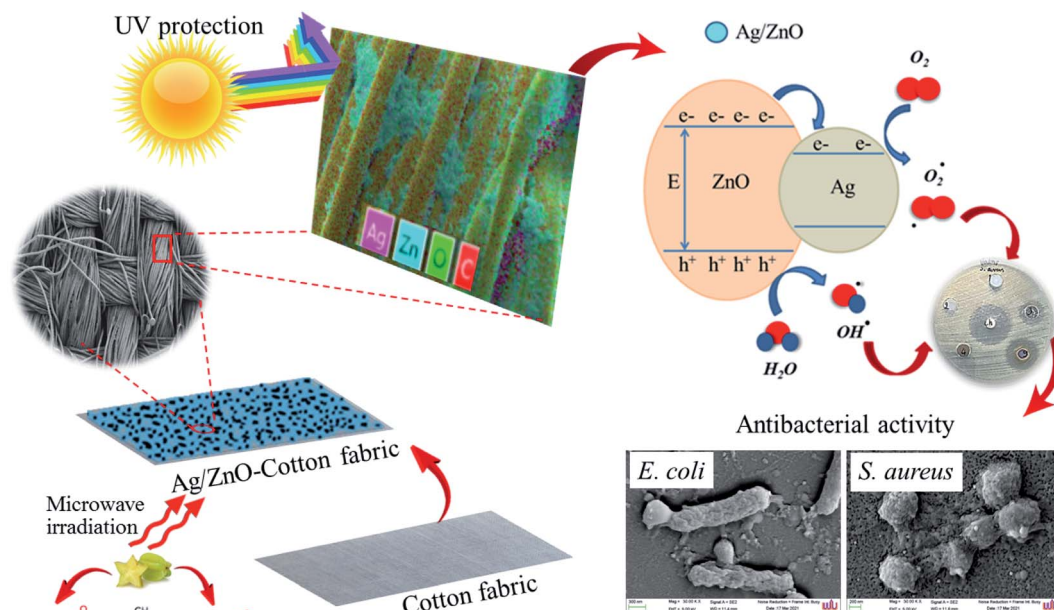 UV protection
Ag
Zn
O
C
Ag/ZnO
O₂
e- e- e- e-
e- e-
E
ZnO
Ag
O₂•
•
h⁺ h⁺ h⁺ h⁺
OH•
H₂O
S. aureus
Antibacterial activity
E. coli
S. aureus
Ag/ZnO-Cotton fabric
Microwave
irradiation
Cotton fabric